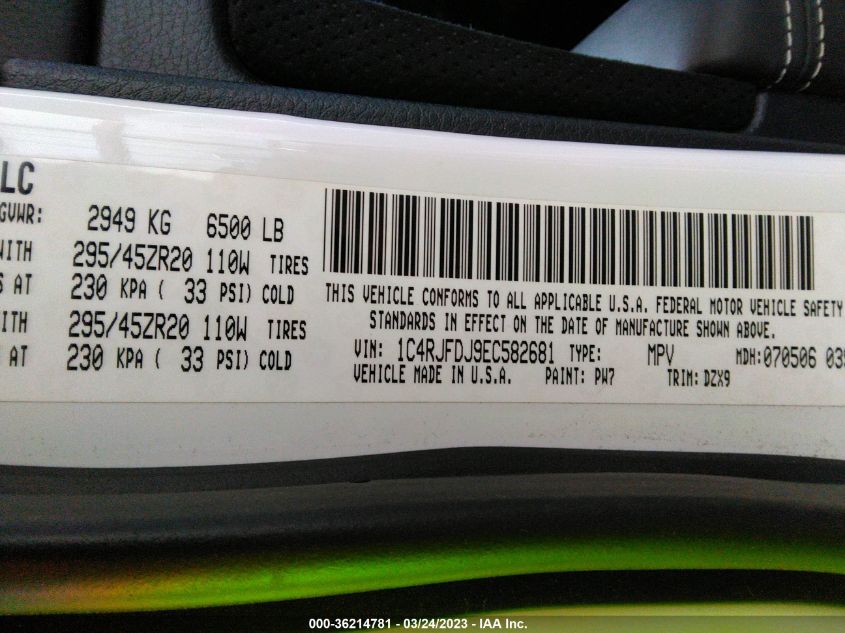 LC
GVWR: 2949 KG 6500 LB
WITH 295/45ZR20 110W TIRES
AT 230 KPA ( 33 PSI) COLD
WITH 295/45ZR20 110W TIRES
AT 230 KPA ( 33 PSI) COLD
THIS VEHICLE CONFORMS TO ALL APPLICABLE U.S.A. FEDERAL MOTOR VEHICLE SAFETY
STANDARDS IN EFFECT ON THE DATE OF MANUFACTURE SHOWN ABOVE.
VIN: 1C4RJFDJ9EC582681 TYPE: MPV MDH:070506 039
VEHICLE MADE IN U.S.A. PAINT: PW7 TRIM: DZX9
000-36214781 - 03/24/2023 - IAA Inc.